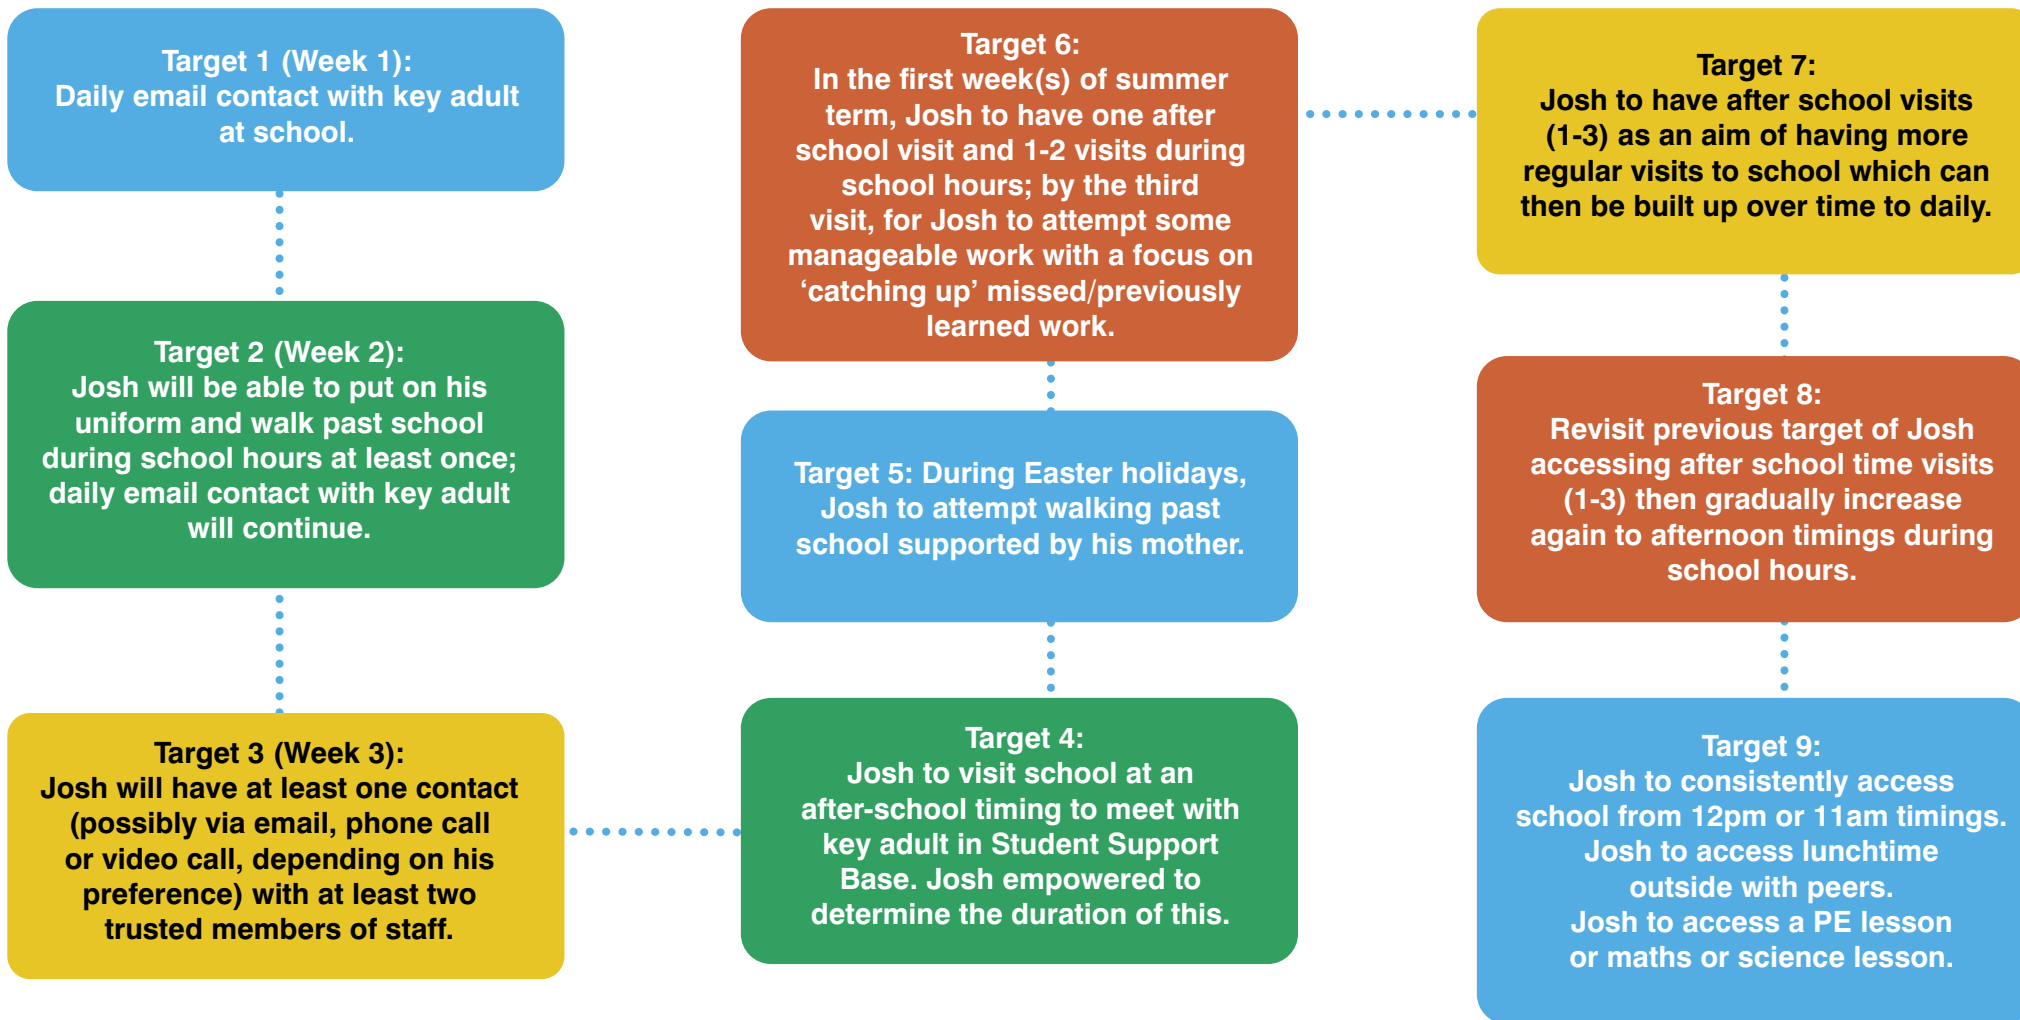 Target 1 (Week 1):
Daily email contact with key adult
at school.
Target 2 (Week 2):
Josh will be able to put on his
uniform and walk past school
during school hours at least once;
daily email contact with key adult
will continue.
Target 3 (Week 3):
Josh will have at least one contact
(possibly via email, phone call
or video call, depending on his
preference) with at least two
trusted members of staff.
Target 4:
Josh to visit school at an
after-school timing to meet with
key adult in Student Support
Base. Josh empowered to
determine the duration of this.
Target 5: During Easter holidays,
Josh to attempt walking past
school supported by his mother.
Target 6:
In the first week(s) of summer
term, Josh to have one after
school visit and 1-2 visits during
school hours; by the third
visit, for Josh to attempt some
manageable work with a focus on
‘catching up’ missed/previously
learned work.
Target 7:
Josh to have after school visits
(1-3) as an aim of having more
regular visits to school which can
then be built up over time to daily.
Target 8:
Revisit previous target of Josh
accessing after school time visits
(1-3) then gradually increase
again to afternoon timings during
school hours.
Target 9:
Josh to consistently access
school from 12pm or 11am timings.
Josh to access lunchtime
outside with peers.
Josh to access a PE lesson
or maths or science lesson.